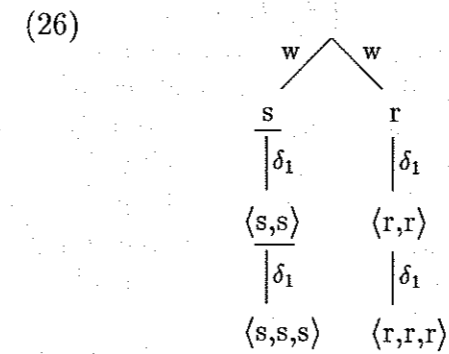 (26)
w w
s r
δ₁ δ₁
⟨s,s⟩ ⟨r,r⟩
δ₁ δ₁
⟨s,s,s⟩ ⟨r,r,r⟩